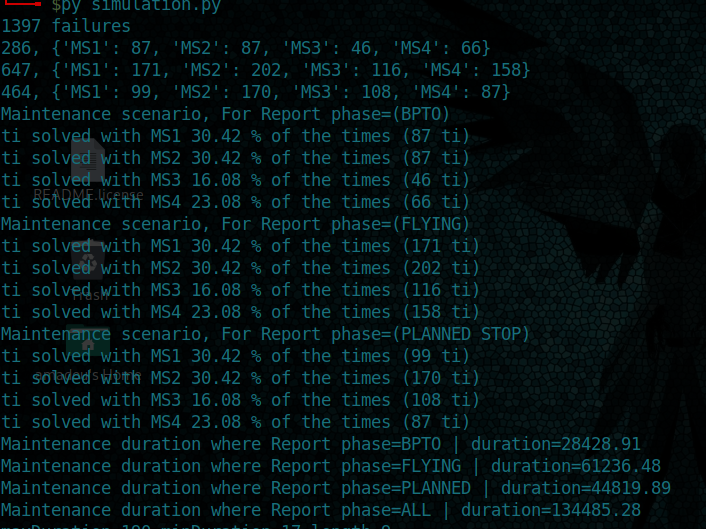 $py simulation.py
1397 failures
286, {'MS1': 87, 'MS2': 87, 'MS3': 46, 'MS4': 66}
647, {'MS1': 171, 'MS2': 202, 'MS3': 116, 'MS4': 158}
464, {'MS1': 99, 'MS2': 170, 'MS3': 108, 'MS4': 87}
Maintenance scenario, For Report phase=(BPTO)
ti solved with MS1 30.42 % of the times (87 ti)
ti solved with MS2 30.42 % of the times (87 ti)
ti solved with MS3 16.08 % of the times (46 ti)
README.license
ti solved with MS4 23.08 % of the times (66 ti)
Maintenance scenario, For Report phase=(FLYING)
ti solved with MS1 30.42 % of the times (171 ti)
ti solved with MS2 30.42 % of the times (202 ti)
ti solved with MS3 16.08 % of the times (116 ti)
Trash
ti solved with MS4 23.08 % of the times (158 ti)
Maintenance scenario, For Report phase=(PLANNED STOP)
ti solved with MS1 30.42 % of the times (99 ti)
ti solved with MS2 30.42 % of the times (170 ti)
Home
ti solved with MS3 16.08 % of the times (108 ti)
ti solved with MS4 23.08 % of the times (87 ti)
Maintenance duration where Report phase=BPTO | duration=28428.91
Maintenance duration where Report phase=FLYING | duration=61236.48
Maintenance duration where Report phase=PLANNED | duration=44819.89
Maintenance duration where Report phase=ALL | duration=134485.28